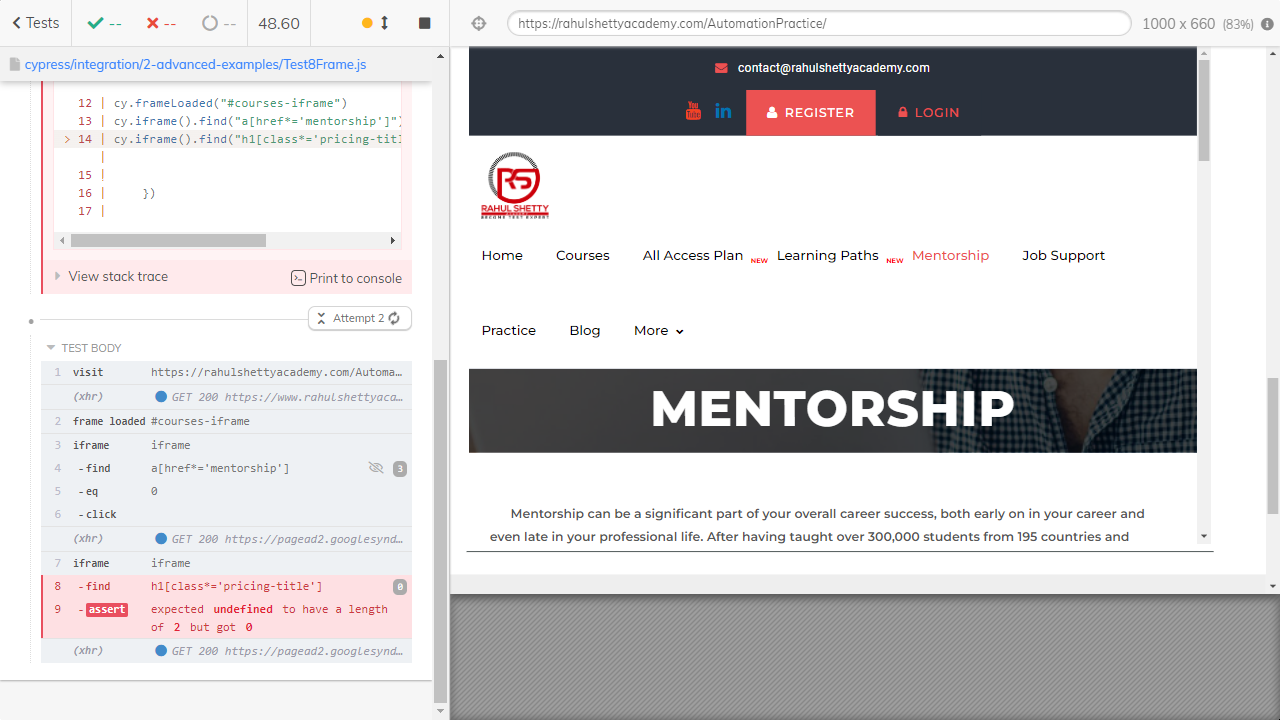 Tests
--
--
--
48.60
https://rahulshettyacademy.com/AutomationPractice/
1000 x 660 (83%)
cypress/integration/2-advanced-examples/Test8Frame.js
12 | cy.frameLoaded("#courses-iframe")
13 | cy.iframe().find("a[href*='mentorship']")
> 14 | cy.iframe().find("h1[class*='pricing-titl
|
15 |
16 | })
17 |
View stack trace
Print to console
Attempt 2
TEST BODY
1 visit https://rahulshettyacademy.com/Automa...
(xhr) GET 200 https://www.rahulshettyaca...
2 frame loaded #courses-iframe
3 iframe iframe
4 -find a[href*='mentorship'] 3
5 -eq 0
6 -click
(xhr) GET 200 https://pagead2.googlesynd...
7 iframe iframe
8 -find h1[class*='pricing-title'] 0
9 -assert expected undefined to have a length
of 2 but got 0
(xhr) GET 200 https://pagead2.googlesynd...
contact@rahulshettyacademy.com
You Tube
in
REGISTER
LOGIN
RS
RAHUL SHETTY
ACADEMY
BECOME TEST EXPERT
Home
Courses
All Access Plan
NEW
Learning Paths
NEW
Mentorship
Job Support
Practice
Blog
More
MENTORSHIP
Mentorship can be a significant part of your overall career success, both early on in your career and
even late in your professional life. After having taught over 300,000 students from 195 countries and